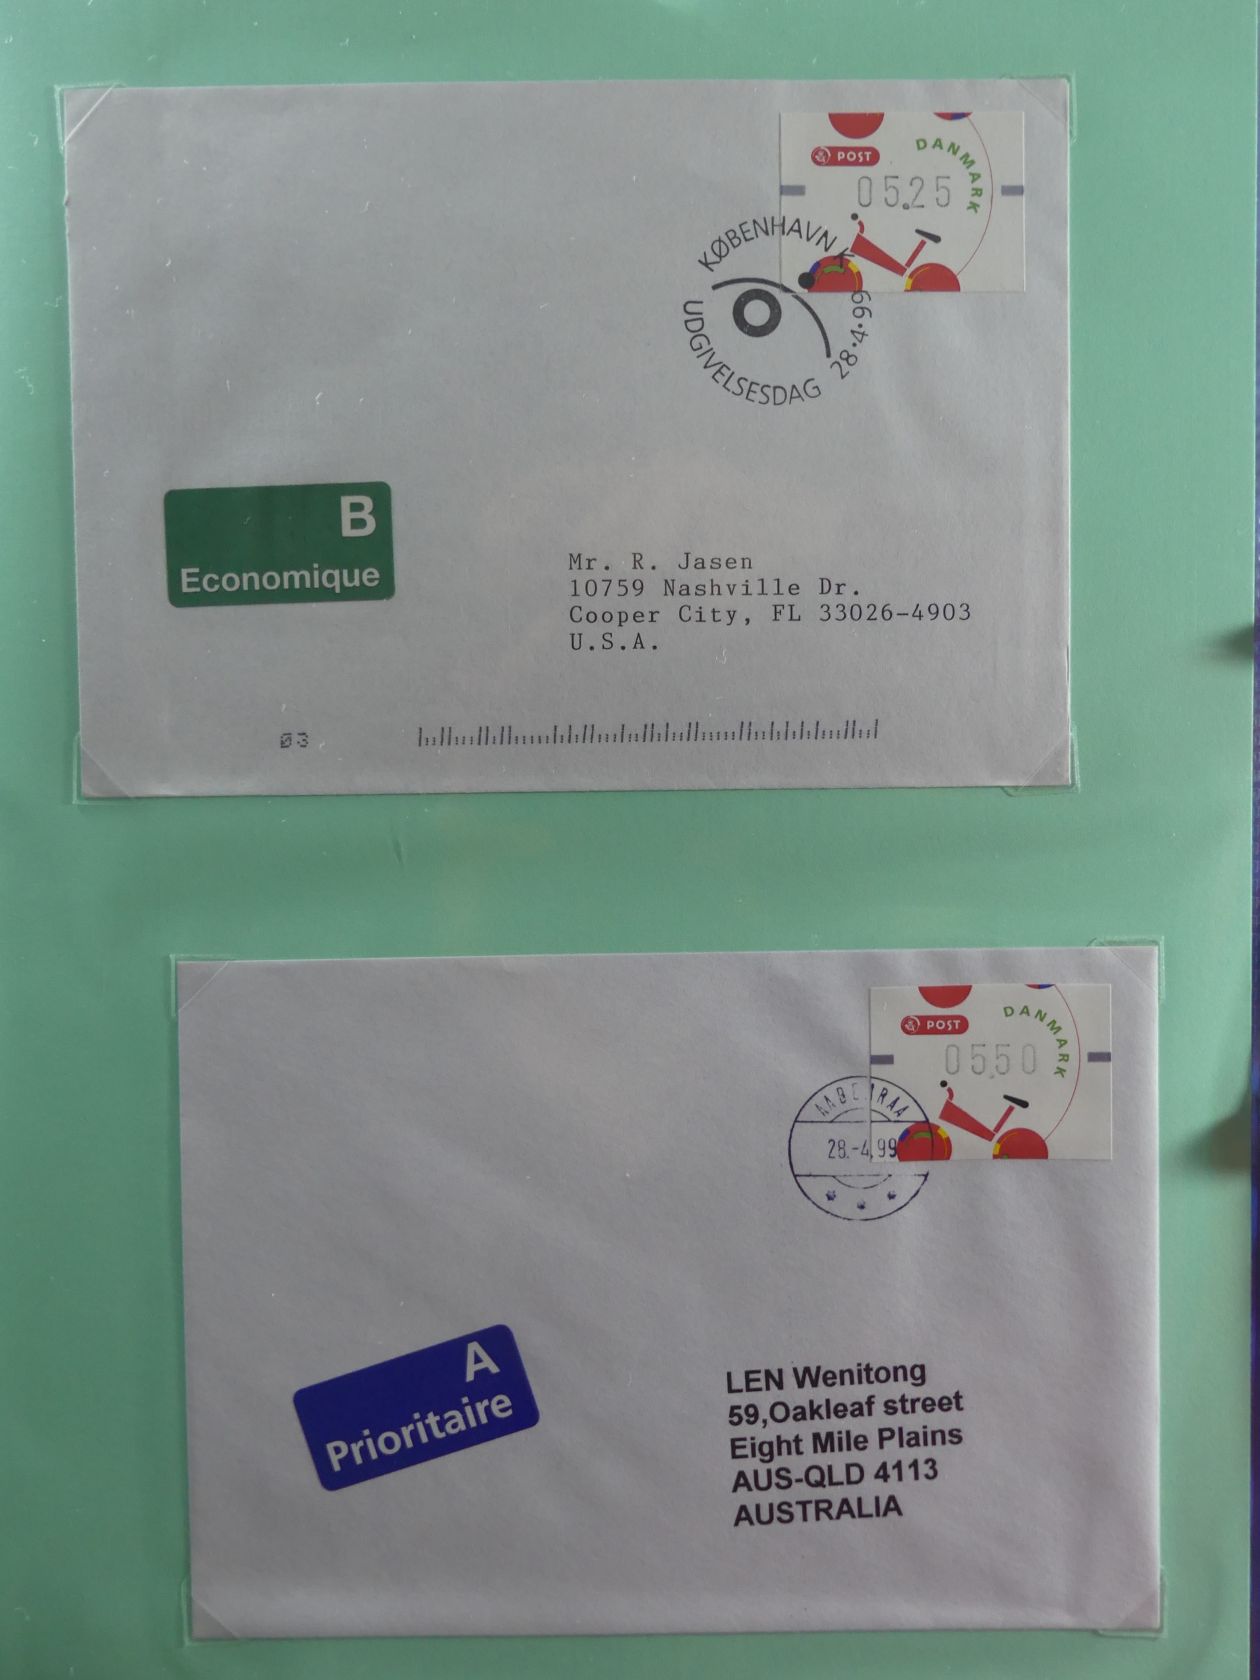 POST
DANMARK
05.25
KØBENHAVN K
28.4.99
UDGIVELSESDAG
B
Economique
Mr. R. Jasen
10759 Nashville Dr.
Cooper City, FL 33026-4903
U.S.A.
03
POST
DANMARK
05.50
AABENRAA
28.-4.99
A
Prioritaire
LEN Wenitong
59,Oakleaf street
Eight Mile Plains
AUS-QLD 4113
AUSTRALIA